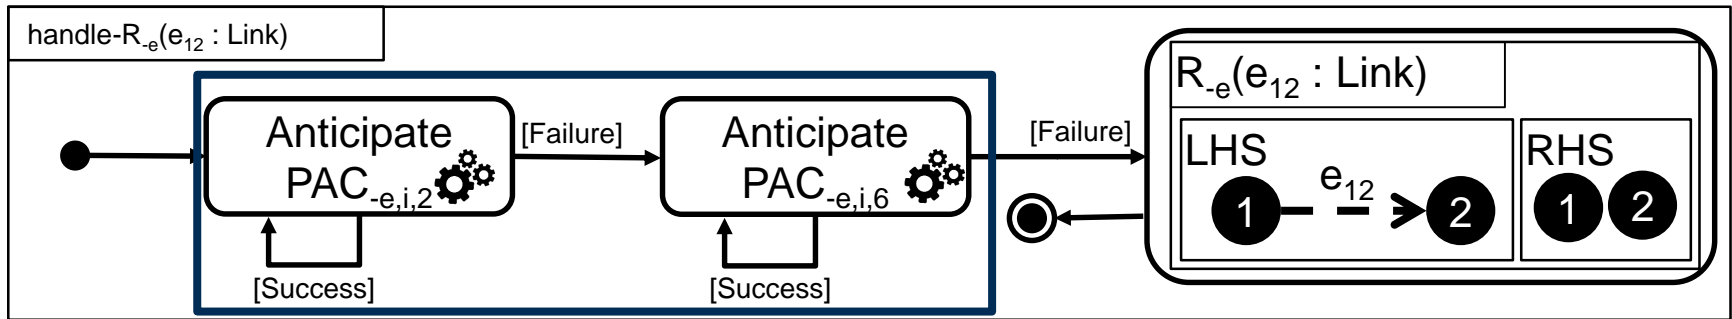 handle-R-e(e12 : Link)
Anticipate
PAC-e,i,2
[Failure]
[Success]
Anticipate
PAC-e,i,6
[Failure]
[Success]
R-e(e12 : Link)
LHS
1
e12
2
RHS
1 2